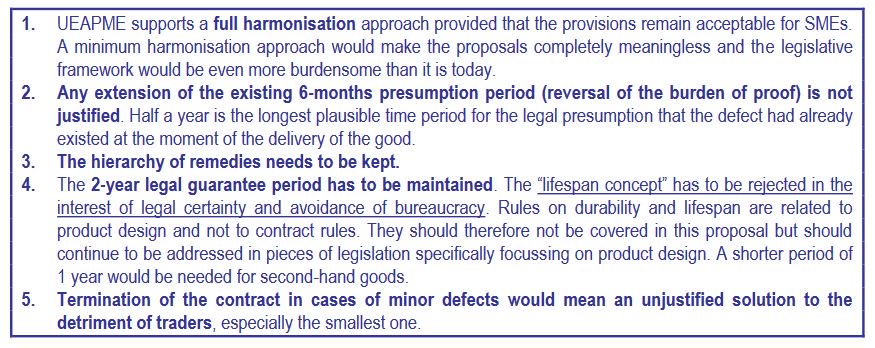 1. UEAPME supports a full harmonisation approach provided that the provisions remain acceptable for SMEs.
A minimum harmonisation approach would make the proposals completely meaningless and the legislative
framework would be even more burdensome than it is today.
2. Any extension of the existing 6-months presumption period (reversal of the burden of proof) is not
justified. Half a year is the longest plausible time period for the legal presumption that the defect had already
existed at the moment of the delivery of the good.
3. The hierarchy of remedies needs to be kept.
4. The 2-year legal guarantee period has to be maintained. The “lifespan concept” has to be rejected in the
interest of legal certainty and avoidance of bureaucracy. Rules on durability and lifespan are related to
product design and not to contract rules. They should therefore not be covered in this proposal but should
continue to be addressed in pieces of legislation specifically focussing on product design. A shorter period of
1 year would be needed for second-hand goods.
5. Termination of the contract in cases of minor defects would mean an unjustified solution to the
detriment of traders, especially the smallest one.